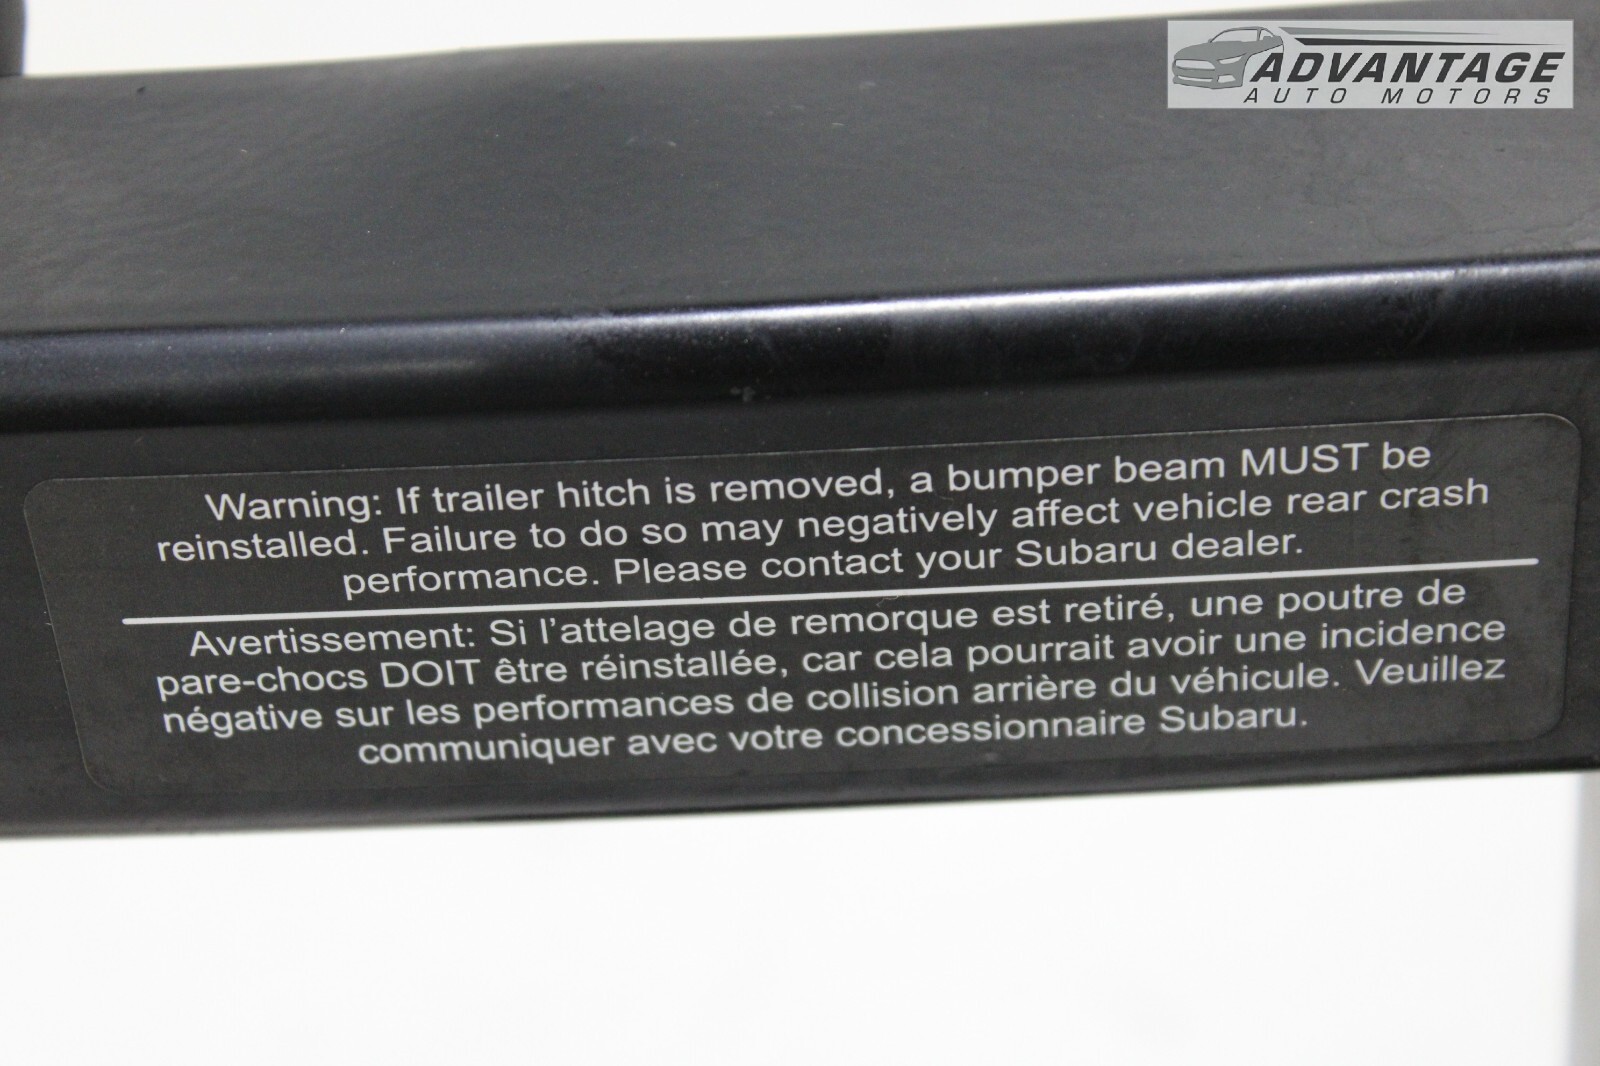 ADVANTAGE
AUTO MOTORS
Warning: If trailer hitch is removed, a bumper beam MUST be
reinstalled. Failure to do so may negatively affect vehicle rear crash
performance. Please contact your Subaru dealer.
Avertissement: Si l'attelage de remorque est retiré, une poutre de
pare-chocs DOIT être réinstallée, car cela pourrait avoir une incidence
négative sur les performances de collision arrière du véhicule. Veuillez
communiquer avec votre concessionnaire Subaru.